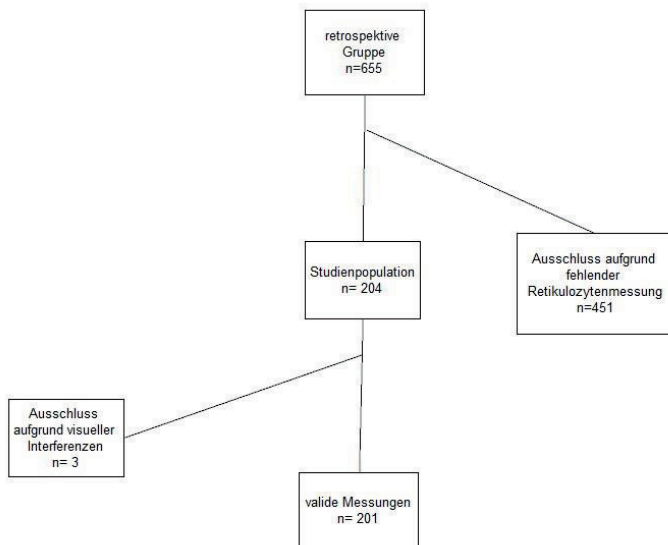 retrospektive
Gruppe
n=655
Studienpopulation
n= 204
Ausschluss aufgrund
fehlender
Retikulozytenmessung
n=451
Ausschluss
aufgrund visueller
Interferenzen
n= 3
valide Messungen
n= 201